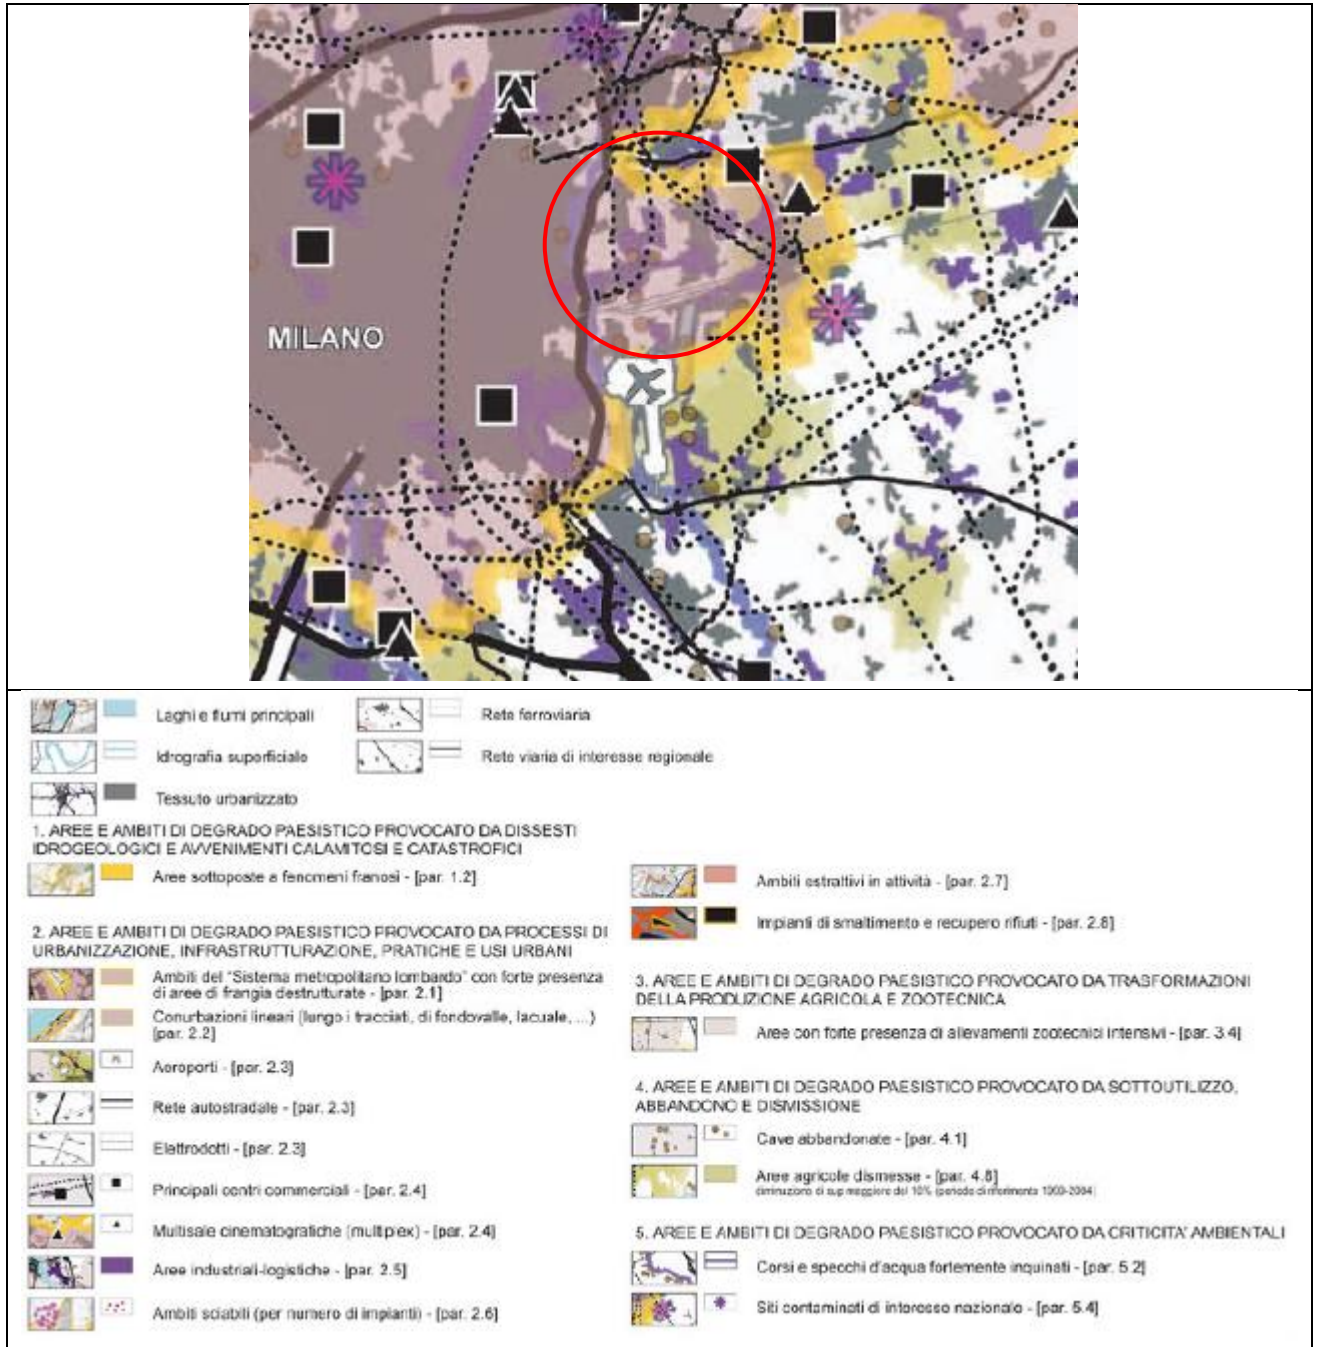 MILANO
Laghi e fiumi principali
Rete ferroviaria
Idrografia superficiale
Rete viaria di interesse regionale
Tessuto urbanizzato
1. AREE E AMBITI DI DEGRADO PAESISTICO PROVOCATO DA DISSESTI
IDROGEOLOGICI E AVVENIMENTI CALAMITOSI E CATASTROFICI
Aree sottoposte a fenomeni franosi - [par. 1.2]
2. AREE E AMBITI DI DEGRADO PAESISTICO PROVOCATO DA PROCESSI DI
URBANIZZAZIONE, INFRASTRUTTURAZIONE, PRATICHE E USI URBANI
Ambiti del "Sistema metropolitano lombardo" con forte presenza
di aree di frangia destrutturate - [par. 2.1]
Conurbazioni lineari (lungo i tracciati, di fondovalle, lacuale, ...)
[par. 2.2]
Aeroporti - [par. 2.3]
Rete autostradale - [par. 2.3]
Elettrodotti - [par. 2.3]
Principali centri commerciali - [par. 2.4]
Multisale cinematografiche (multiplex) - [par. 2.4]
Aree industriali-logistiche - [par. 2.5]
Ambiti sciabili (per numero di impianti) - [par. 2.6]
Ambiti estrattivi in attività - [par. 2.7]
Impianti di smaltimento e recupero rifiuti - [par. 2.8]
3. AREE E AMBITI DI DEGRADO PAESISTICO PROVOCATO DA TRASFORMAZIONI
DELLA PRODUZIONE AGRICOLA E ZOOTECNICA
Aree con forte presenza di allevamenti zootecnici intensivi - [par. 3.4]
4. AREE E AMBITI DI DEGRADO PAESISTICO PROVOCATO DA SOTTOUTILIZZO,
ABBANDONO E DISMISSIONE
Cave abbandonate - [par. 4.1]
Aree agricole dismesse - [par. 4.8]
diminuzione di sup maggiore del 10% (periodo di riferimento
5. AREE E AMBITI DI DEGRADO PAESISTICO PROVOCATO DA CRITICITA' AMBIENTALI
Corsi e specchi d'acqua fortemente inquinati - [par. 5.2]
Siti contaminati di interesse nazionale - [par. 5.4]